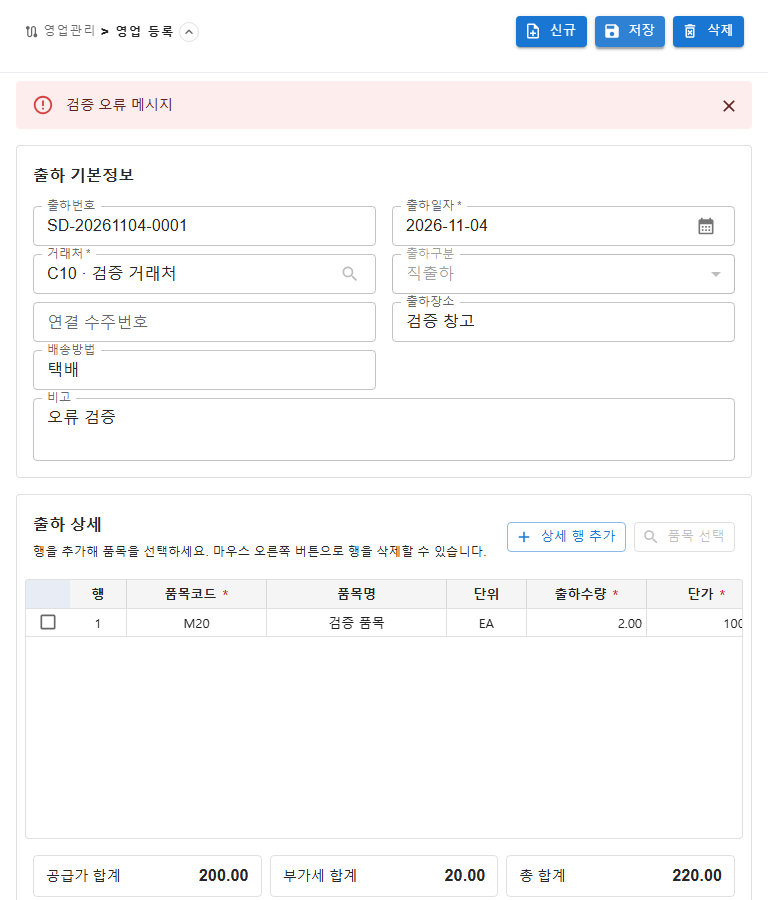 영업관리 > 영업 등록
신규 저장 삭제
검증 오류 메시지
출하 기본정보
출하번호 출하일자 *
SD-20261104-0001 2026-11-04
거래처 * 출하구분
C10 · 검증 거래처 직출하
연결 수주번호 출하장소
검증 창고
배송방법
택배
비고
오류 검증
출하 상세
행을 추가해 품목을 선택하세요. 마우스 오른쪽 버튼으로 행을 삭제할 수 있습니다.
상세 행 추가 품목 선택
행 품목코드 * 품목명 단위 출하수량 * 단가 *
1 M20 검증 품목 EA 2.00 100
공급가 합계 200.00 부가세 합계 20.00 총 합계 220.00